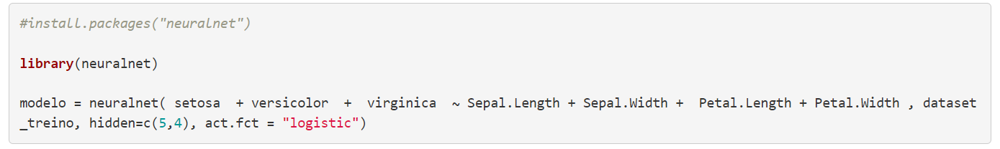 #install.packages("neuralnet")
library(neuralnet)
modelo = neuralnet( setosa  + versicolor  +  virginica  ~ Sepal.Length + Sepal.Width +  Petal.Length + Petal.Width , dataset
_treino, hidden=c(5,4), act.fct = "logistic")